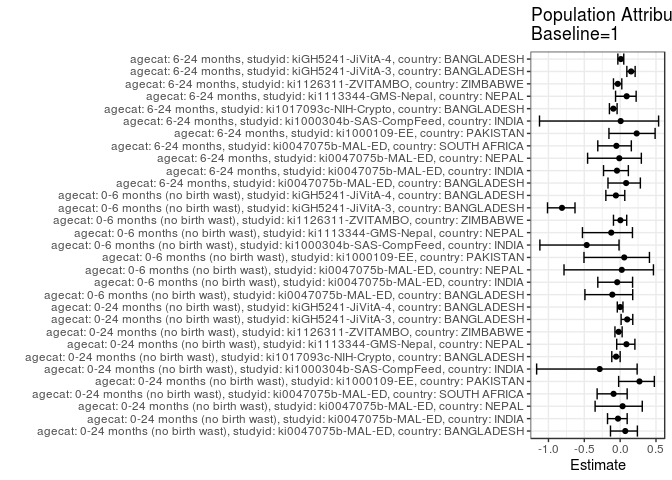 Population Attribu
Baseline=1
agecat: 6-24 months, studyid: kiGH5241-JiVitA-4, country: BANGLADESH
agecat: 6-24 months, studyid: kiGH5241-JiVitA-3, country: BANGLADESH
agecat: 6-24 months, studyid: ki1126311-ZVITAMBO, country: ZIMBABWE
agecat: 6-24 months, studyid: ki1113344-GMS-Nepal, country: NEPAL
agecat: 6-24 months, studyid: ki1017093c-NIH-Crypto, country: BANGLADESH
agecat: 6-24 months, studyid: ki1000304b-SAS-CompFeed, country: INDIA
agecat: 6-24 months, studyid: ki1000109-EE, country: PAKISTAN
agecat: 6-24 months, studyid: ki0047075b-MAL-ED, country: SOUTH AFRICA
agecat: 6-24 months, studyid: ki0047075b-MAL-ED, country: NEPAL
agecat: 6-24 months, studyid: ki0047075b-MAL-ED, country: INDIA
agecat: 6-24 months, studyid: ki0047075b-MAL-ED, country: BANGLADESH
agecat: 0-6 months (no birth wast), studyid: kiGH5241-JiVitA-4, country: BANGLADESH
agecat: 0-6 months (no birth wast), studyid: kiGH5241-JiVitA-3, country: BANGLADESH
agecat: 0-6 months (no birth wast), studyid: ki1126311-ZVITAMBO, country: ZIMBABWE
agecat: 0-6 months (no birth wast), studyid: ki1113344-GMS-Nepal, country: NEPAL
agecat: 0-6 months (no birth wast), studyid: ki1000304b-SAS-CompFeed, country: INDIA
agecat: 0-6 months (no birth wast), studyid: ki1000109-EE, country: PAKISTAN
agecat: 0-6 months (no birth wast), studyid: ki0047075b-MAL-ED, country: NEPAL
agecat: 0-6 months (no birth wast), studyid: ki0047075b-MAL-ED, country: INDIA
agecat: 0-6 months (no birth wast), studyid: ki0047075b-MAL-ED, country: BANGLADESH
agecat: 0-24 months (no birth wast), studyid: kiGH5241-JiVitA-4, country: BANGLADESH
agecat: 0-24 months (no birth wast), studyid: kiGH5241-JiVitA-3, country: BANGLADESH
agecat: 0-24 months (no birth wast), studyid: ki1126311-ZVITAMBO, country: ZIMBABWE
agecat: 0-24 months (no birth wast), studyid: ki1113344-GMS-Nepal, country: NEPAL
agecat: 0-24 months (no birth wast), studyid: ki1017093c-NIH-Crypto, country: BANGLADESH
agecat: 0-24 months (no birth wast), studyid: ki1000304b-SAS-CompFeed, country: INDIA
agecat: 0-24 months (no birth wast), studyid: ki1000109-EE, country: PAKISTAN
agecat: 0-24 months (no birth wast), studyid: ki0047075b-MAL-ED, country: SOUTH AFRICA
agecat: 0-24 months (no birth wast), studyid: ki0047075b-MAL-ED, country: NEPAL
agecat: 0-24 months (no birth wast), studyid: ki0047075b-MAL-ED, country: INDIA
agecat: 0-24 months (no birth wast), studyid: ki0047075b-MAL-ED, country: BANGLADESH
-1.0 -0.5 0.0 0.5
Estimate